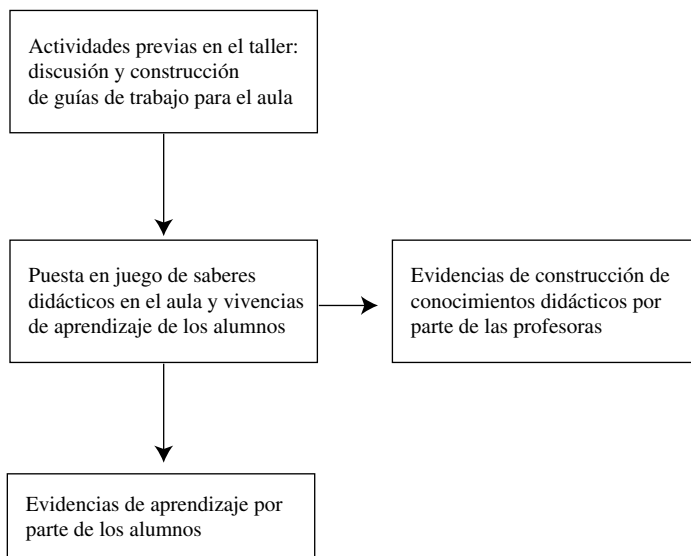 Actividades previas en el taller:
discusión y construcción
de guías de trabajo para el aula
Puesta en juego de saberes
didácticos en el aula y vivencias
de aprendizaje de los alumnos
Evidencias de construcción de
conocimientos didácticos por
parte de las profesoras
Evidencias de aprendizaje por
parte de los alumnos